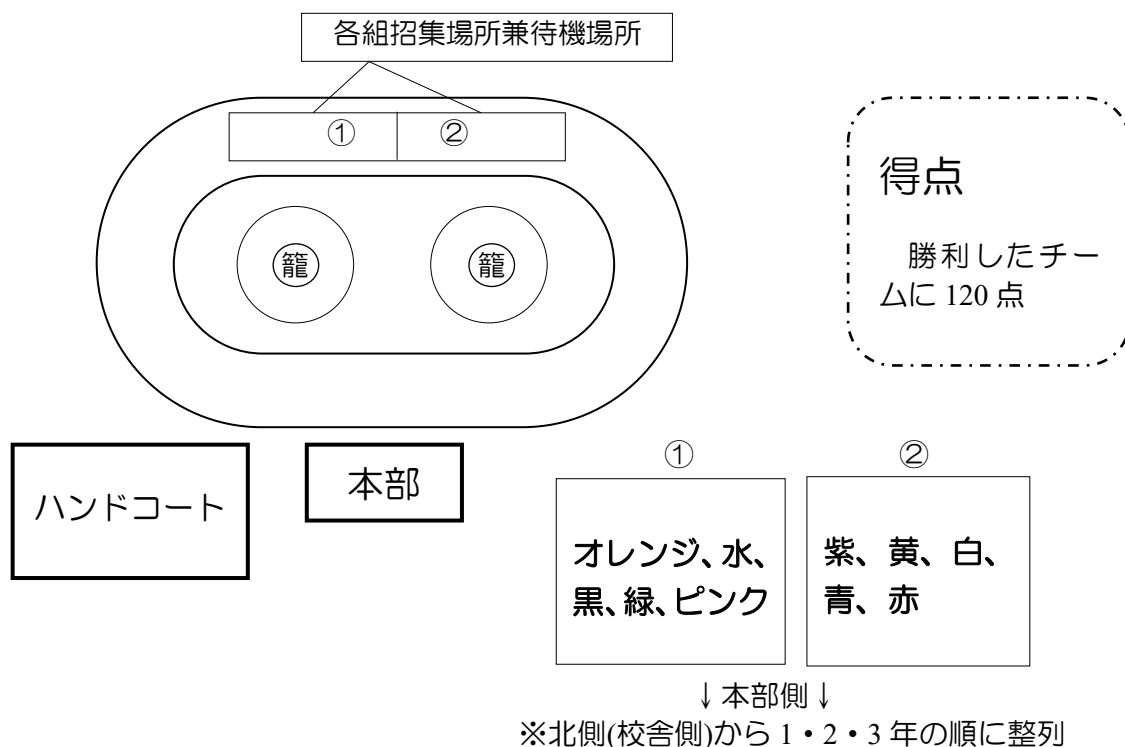 各組招集場所兼待機場所
① ②
籠 籠
得点
勝利したチー
ムに 120 点
ハンドコート
本部
①
オレンジ、水、
黒、緑、ピンク
②
紫、黄、白、
青、赤
↓本部側↓
※北側(校舎側)から 1・2・3 年の順に整列